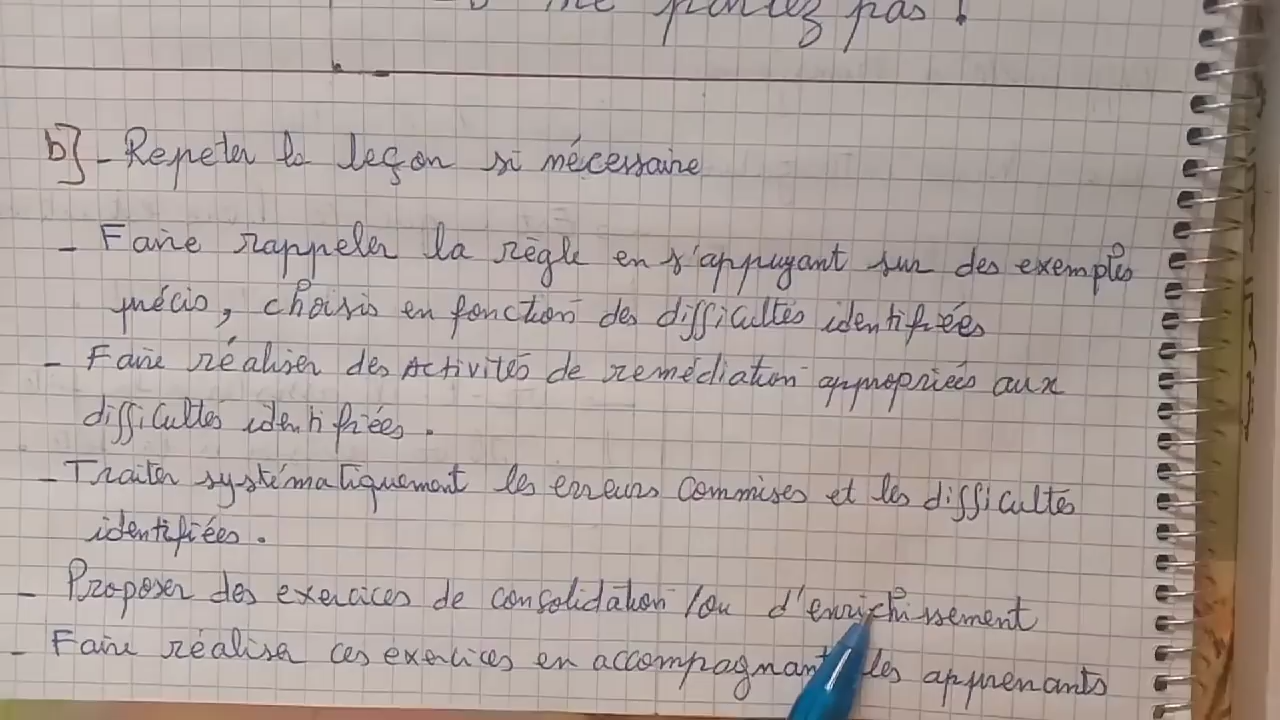 ne partez pas !
b] - Repeter la leçon si nécessaire
- Faire rappeler la règle en s'appuyant sur des exemples
précis, choisis en fonction des difficultés identifiées
- Faire réaliser des Activités de remédiation appropriées aux
difficultés identifiées.
- Traiter systématiquement les erreurs commises et les difficultés
identifiées.
- Proposer des exercices de consolidation /ou d'enrichissement
- Faire réaliser ces exercices en accompagnant les apprenants